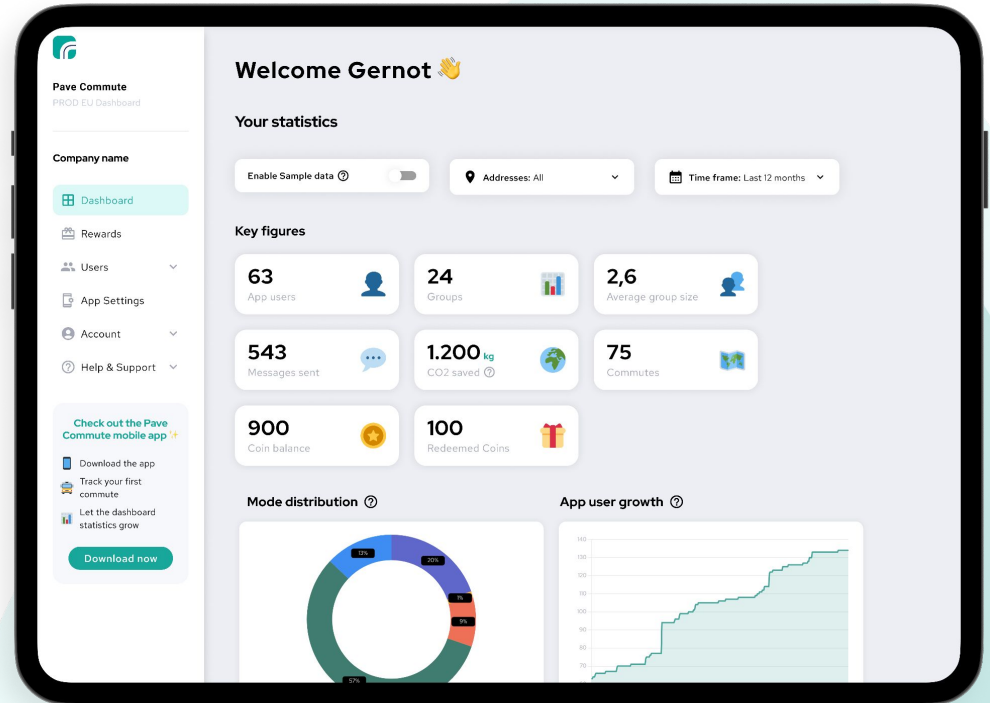 Pave Commute
PROD EU Dashboard
Company name
Dashboard
Rewards
Users
App Settings
Account
Help & Support
Check out the Pave
Commute mobile app
Download the app
Track your first
commute
Let the dashboard
statistics grow
Download now
Welcome Gernot
Your statistics
Enable Sample data
Addresses: All
Time frame: Last 12 months
Key figures
63
App users
24
Groups
2,6
Average group size
543
Messages sent
1.200 kg
CO2 saved
75
Commutes
900
Coin balance
100
Redeemed Coins
Mode distribution
13%
20%
1%
9%
57%
App user growth
140
130
120
110
100
90
80
70